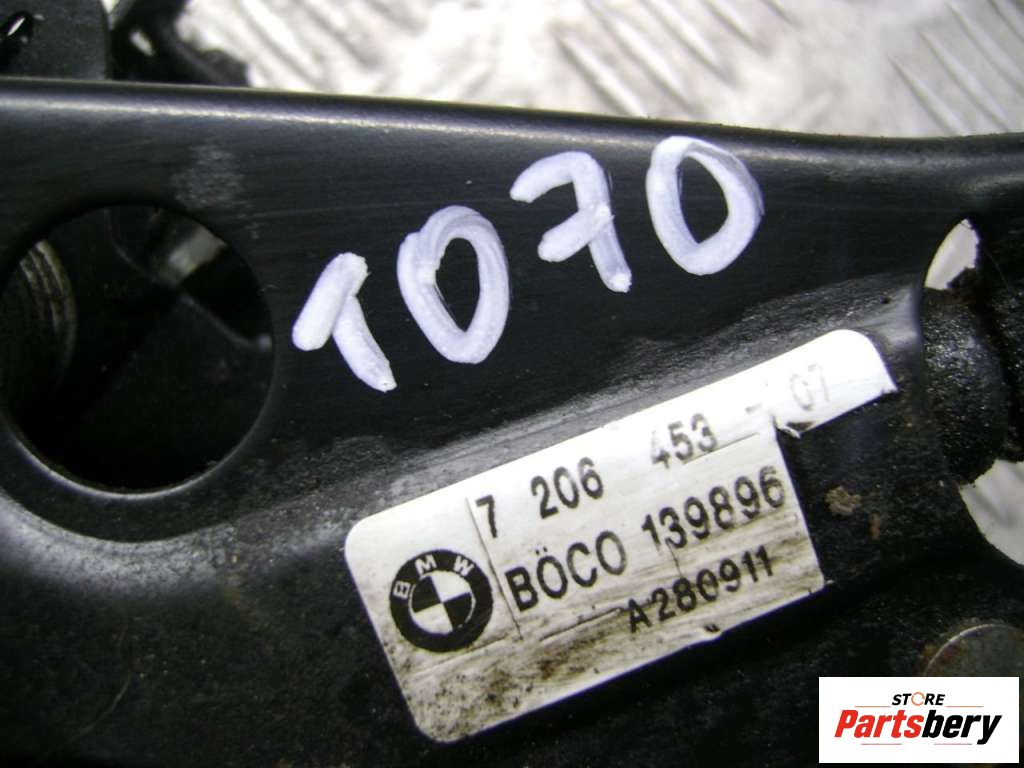 1070
7 206 453 - 07
BMW
BÖCO 139896
A280911
STORE
Partsbery